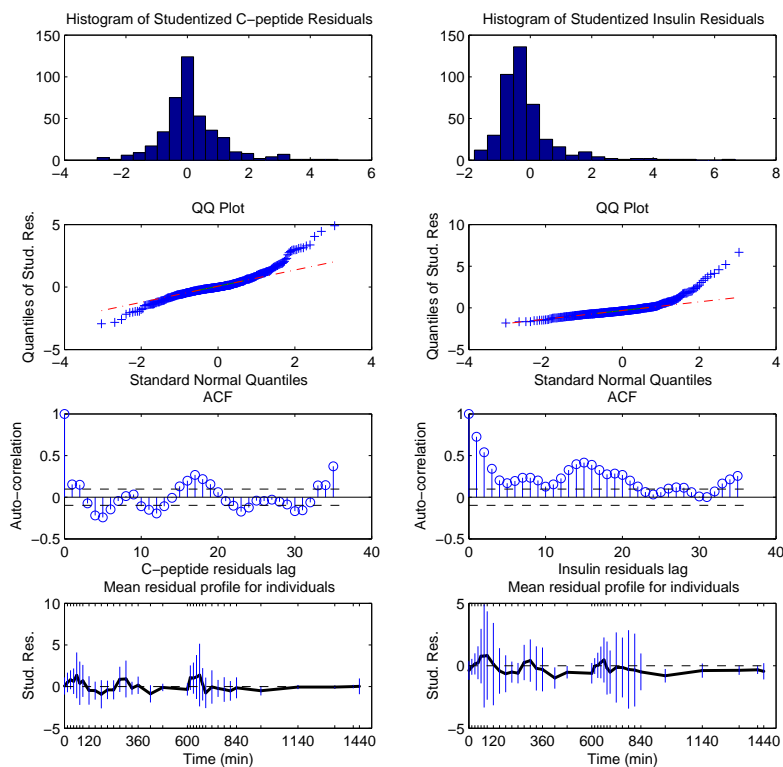 Histogram of Studentized C−peptide Residuals
150
100
50
0
−4 −2 0 2 4 6
Histogram of Studentized Insulin Residuals
150
100
50
0
−2 0 2 4 6 8
QQ Plot
Quantiles of Stud. Res.
5
0
−5
−4 −2 0 2 4
Standard Normal Quantiles
QQ Plot
Quantiles of Stud. Res
10
5
0
−5
−4 −2 0 2 4
Standard Normal Quantiles
ACF
Auto−correlation
1
0.5
0
−0.5
0 10 20 30 40
C−peptide residuals lag
ACF
Auto−correlation
1
0.5
0
−0.5
0 10 20 30 40
Insulin residuals lag
Mean residual profile for individuals
Stud. Res.
10
5
0
−5
0 120 360 600 840 1140 1440
Time (min)
Mean residual profile for individuals
Stud. Res.
5
0
−5
0 120 360 600 840 1140 1440
Time (min)